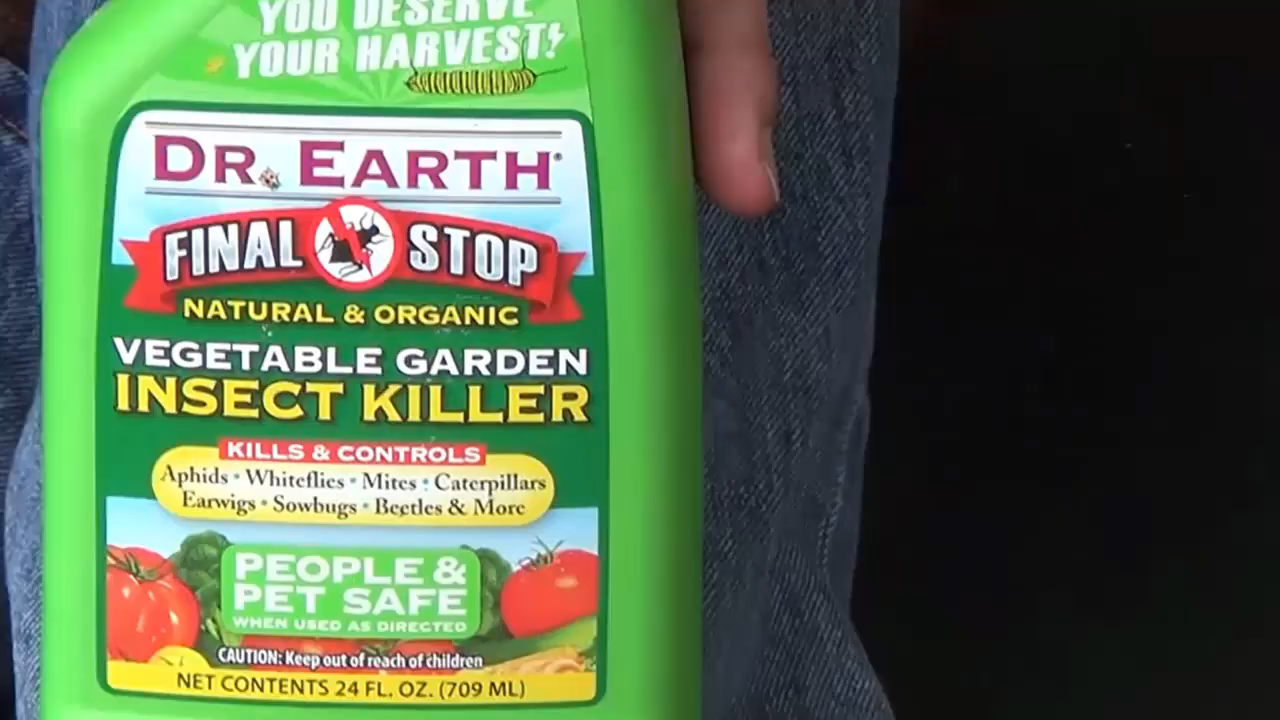 YOU DESERVE
YOUR HARVEST!
DR. EARTH®
FINAL STOP
NATURAL & ORGANIC
VEGETABLE GARDEN
INSECT KILLER
KILLS & CONTROLS
Aphids • Whiteflies • Mites • Caterpillars
Earwigs • Sowbugs • Beetles & More
PEOPLE &
PET SAFE
WHEN USED AS DIRECTED
CAUTION: Keep out of reach of children
NET CONTENTS 24 FL. OZ. (709 ML)